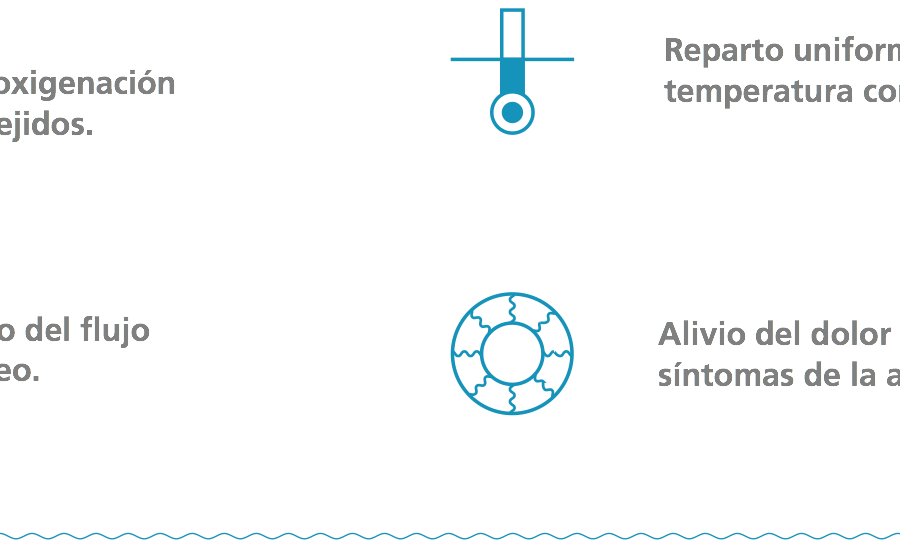 oxigenación
ejidos.
Reparto uniform
temperatura co
o del flujo
eo.
Alivio del dolor
síntomas de la a